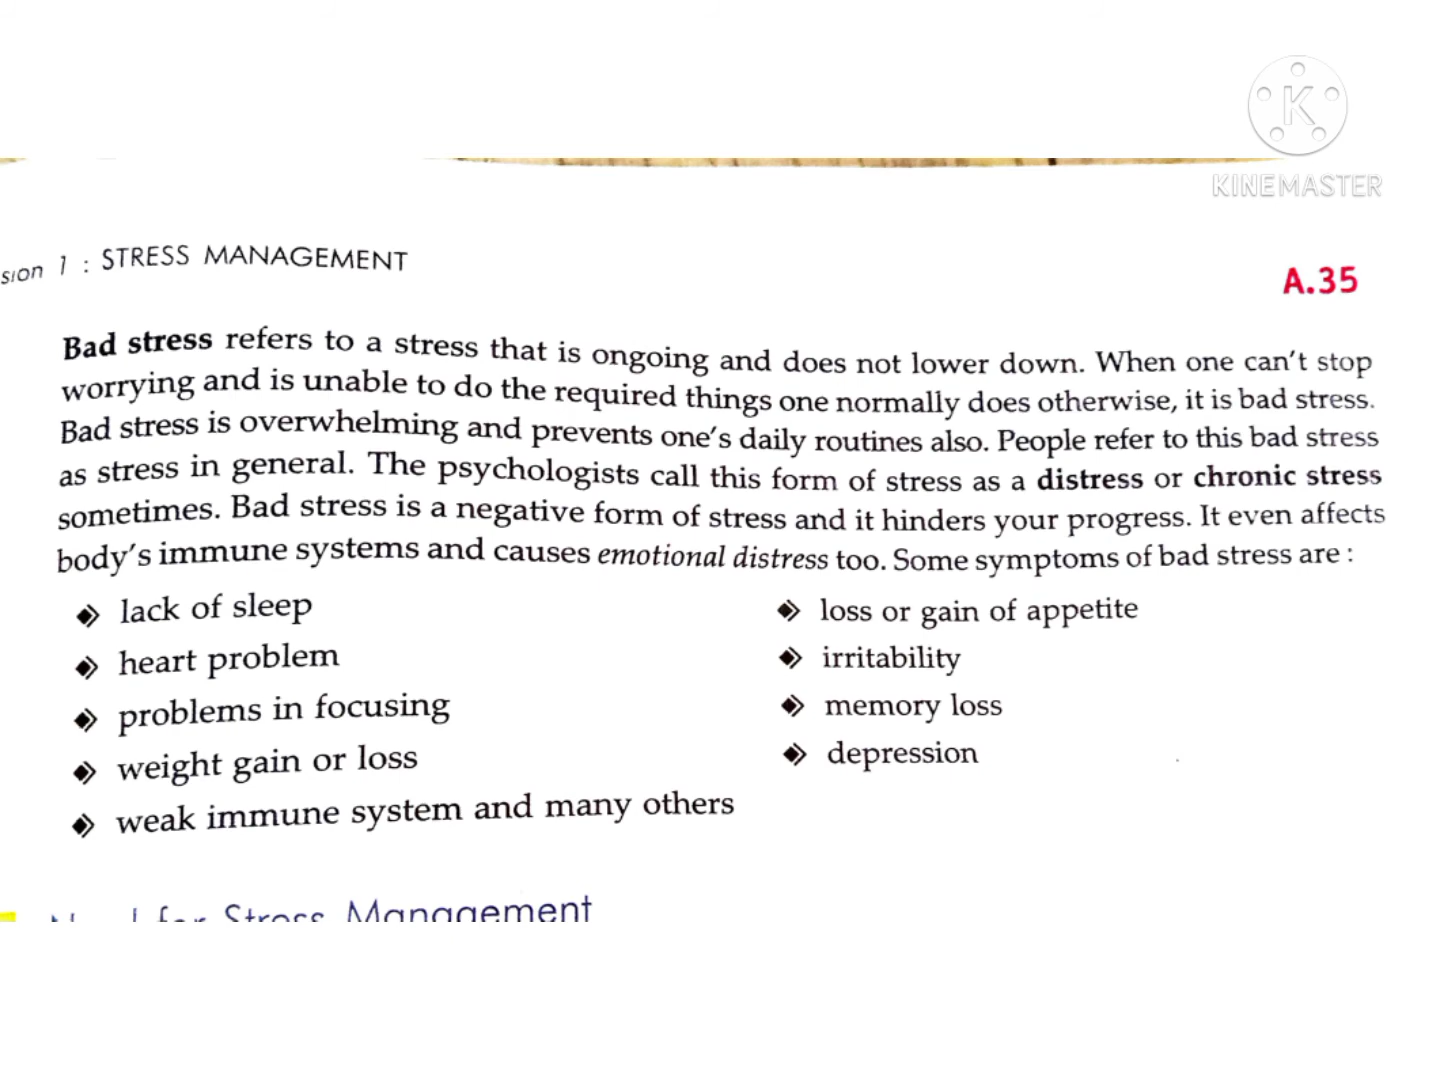 KINEMASTER
sion 1 : STRESS MANAGEMENT
A.35
Bad stress refers to a stress that is ongoing and does not lower down. When one can't stop
worrying and is unable to do the required things one normally does otherwise, it is bad stress.
Bad stress is overwhelming and prevents one's daily routines also. People refer to this bad stress
as stress in general. The psychologists call this form of stress as a distress or chronic stress
sometimes. Bad stress is a negative form of stress and it hinders your progress. It even affects
body's immune systems and causes emotional distress too. Some symptoms of bad stress are :
lack of sleep
heart problem
problems in focusing
weight gain or loss
weak immune system and many others
loss or gain of appetite
irritability
memory loss
depression
for Stress Management